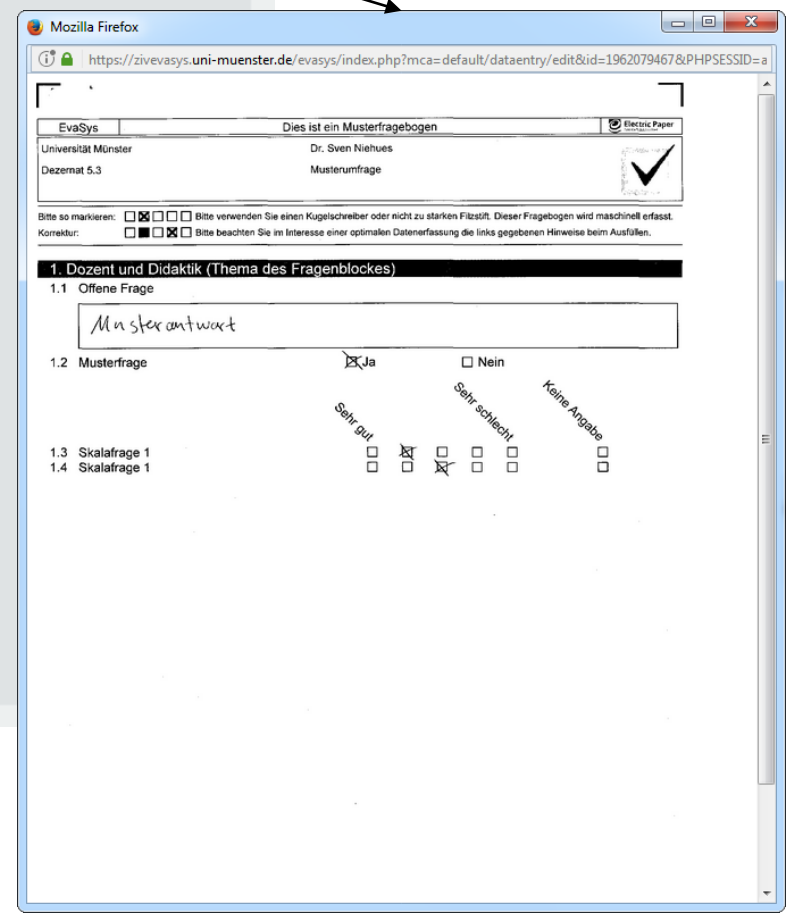 Mozilla Firefox
https://zivevasys.uni-muenster.de/evasys/index.php?mca=default/dataentry/edit&id=1962079467&PHPSESSID=a
EvaSys
Dies ist ein Musterfragebogen
Electric Paper
Universität Münster
Dr. Sven Niehues
Dezernat 5.3
Musterumfrage
Bitte so markieren: Bitte verwenden Sie einen Kugelschreiber oder nicht zu starken Filzstift. Dieser Fragebogen wird maschinell erfasst.
Korrektur: Bitte beachten Sie im Interesse einer optimalen Datenerfassung die links gegebenen Hinweise beim Ausfüllen.
1. Dozent und Didaktik (Thema des Fragenblockes)
1.1 Offene Frage
Musterantwort
1.2 Musterfrage Ja Nein
Sehr gut Sehr schlecht Keine Angabe
1.3 Skalafrage 1
1.4 Skalafrage 1